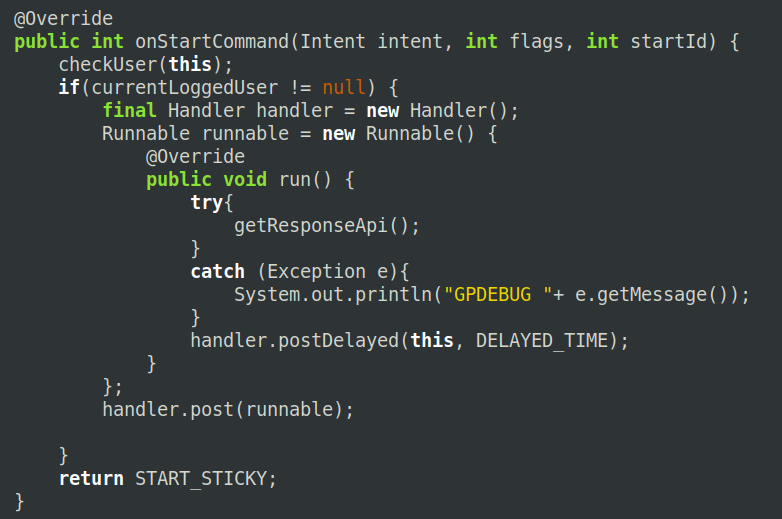 @Override
public int onStartCommand(Intent intent, int flags, int startId) {
    checkUser(this);
    if(currentLoggedUser != null) {
        final Handler handler = new Handler();
        Runnable runnable = new Runnable() {
            @Override
            public void run() {
                try{
                    getResponseApi();
                }
                catch (Exception e){
                    System.out.println("GPDEBUG "+ e.getMessage());
                }
                handler.postDelayed(this, DELAYED_TIME);
            }
        };
        handler.post(runnable);

    }
    return START_STICKY;
}